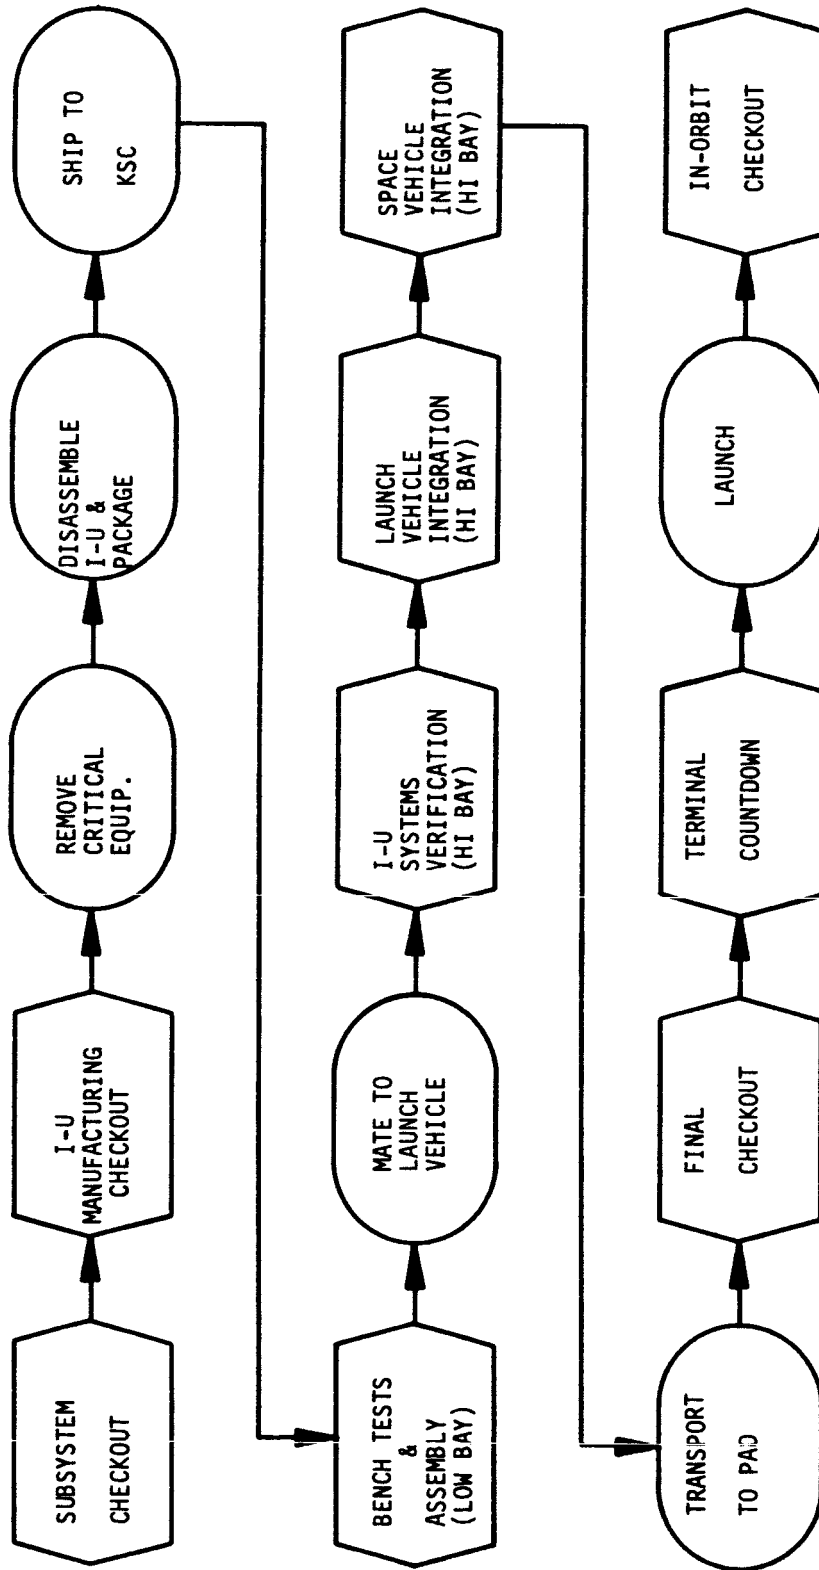 SUBSYSTEM
CHECKOUT
I-U
MANUFACTURING
CHECKOUT
REMOVE
CRITICAL
EQUIP.
DISASSEMBLE
I-U &
PACKAGE
SHIP TO
KSC
BENCH TESTS
&
ASSEMBLY
(LOW BAY)
MATE TO
LAUNCH
VEHICLE
I-U
SYSTEMS
VERIFICATION
(HI BAY)
LAUNCH
VEHICLE
INTEGRATION
(HI BAY)
SPACE
VEHICLE
INTEGRATION
(HI BAY)
TRANSPORT
TO PAD
FINAL
CHECKOUT
TERMINAL
COUNTDOWN
LAUNCH
IN-ORBIT
CHECKOUT